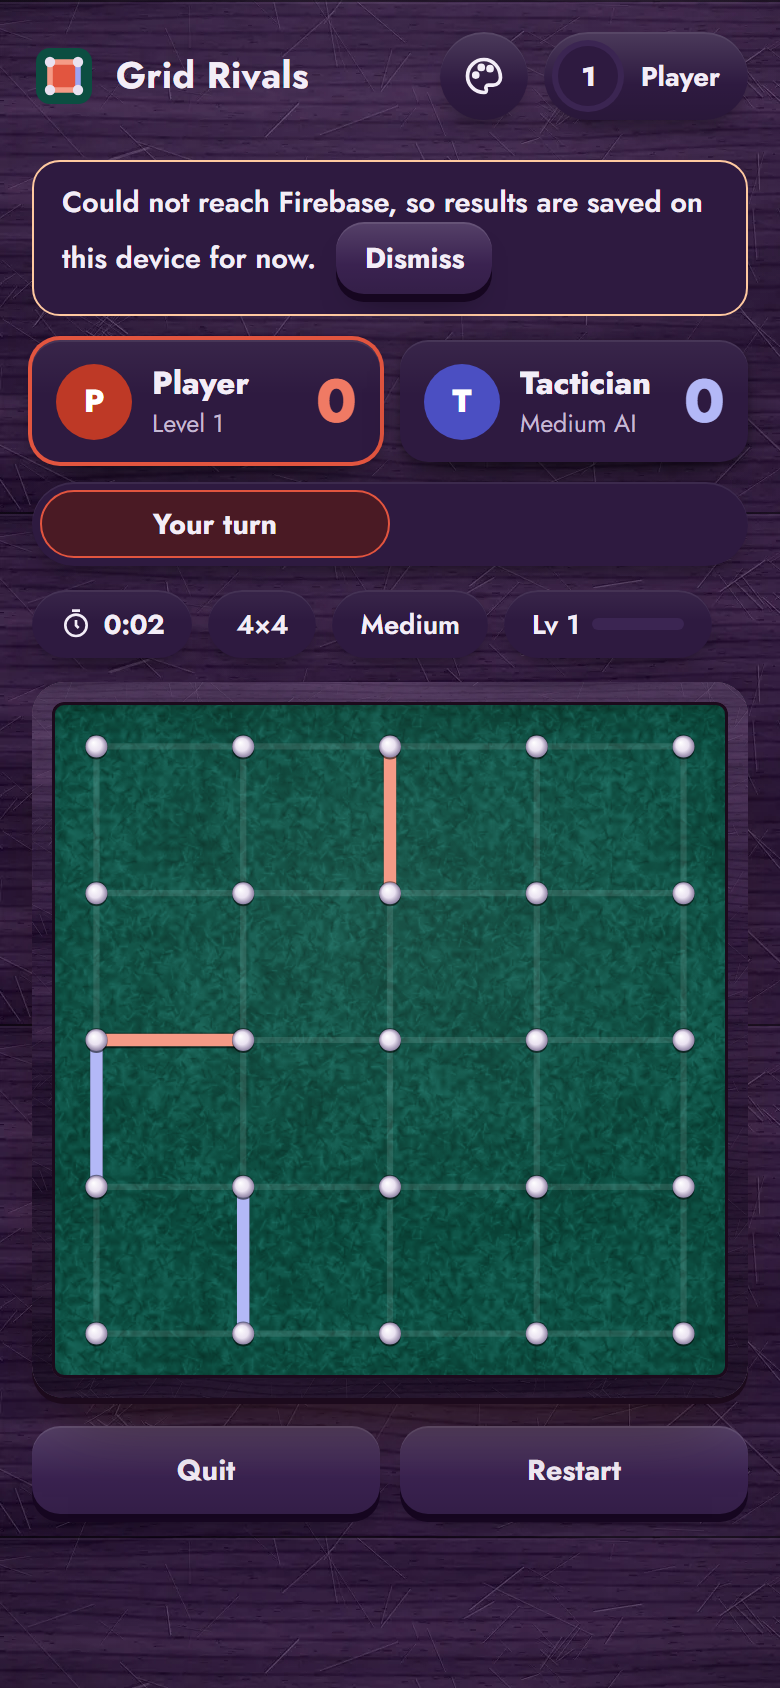 Grid Rivals
1 Player
Could not reach Firebase, so results are saved on
this device for now. Dismiss
P Player 0
Level 1
T Tactician 0
Medium AI
Your turn
0:02 4×4 Medium Lv 1
Quit Restart